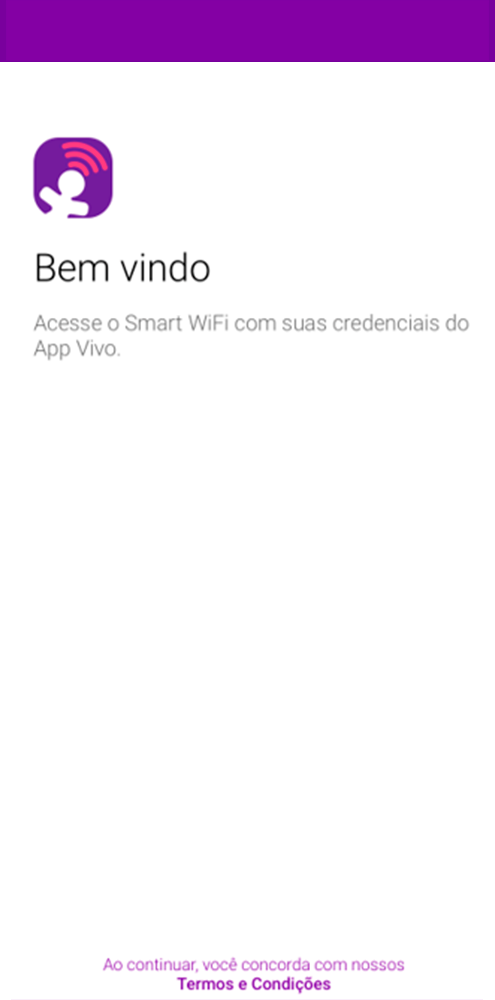 Bem vindo
Acesse o Smart WiFi com suas credenciais do
App Vivo.
Ao continuar, você concorda com nossos
Termos e Condições